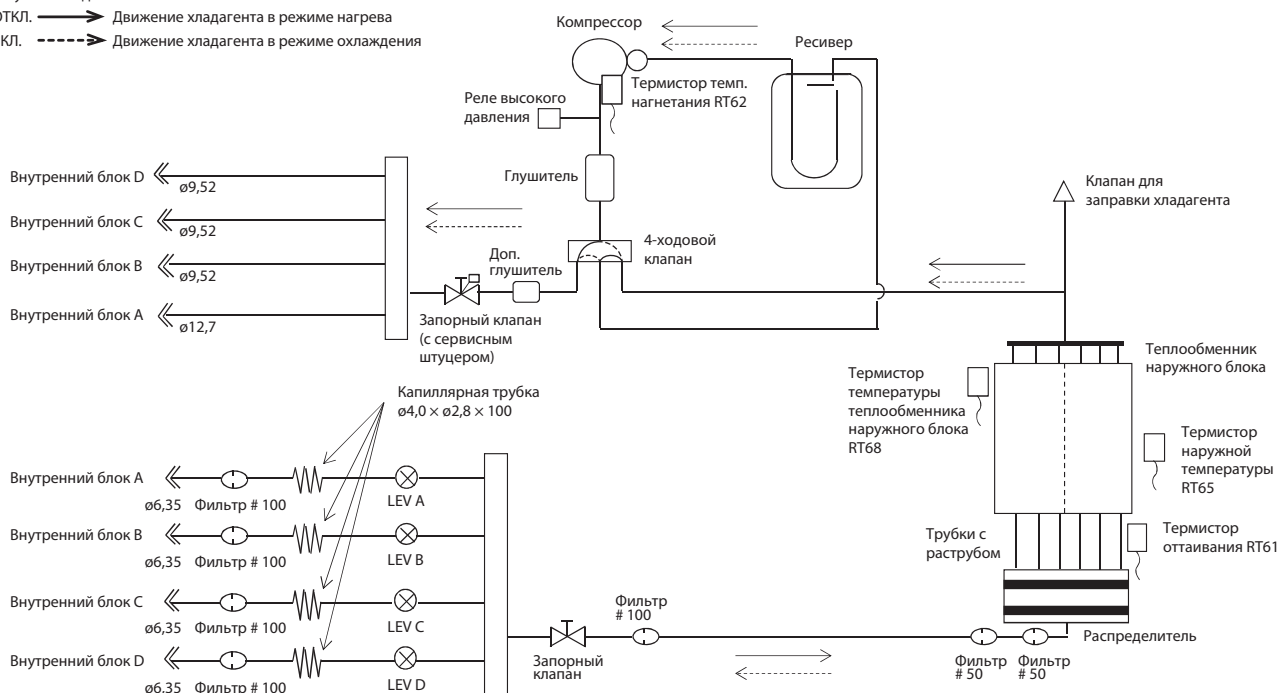 ОТКЛ. Движение хладагента в режиме нагрева
КЛ. Движение хладагента в режиме охлаждения
Компрессор
Ресивер
Термистор темп.
нагнетания RT62
Реле высокого
давления
Глушитель
4-ходовой
клапан
Доп.
глушитель
Запорный клапан
(с сервисным
штуцером)
Клапан для
заправки хладагента
Внутренний блок D
ø9,52
Внутренний блок C
ø9,52
Внутренний блок B
ø9,52
Внутренний блок A
ø12,7
Теплообменник
наружного блока
Термистор
температуры
теплообменника
наружного блока
RT68
Термистор
наружной
температуры
RT65
Трубки с
раструбом
Термистор
оттаивания RT61
Распределитель
Капиллярная трубка
ø4,0 × ø2,8 × 100
Внутренний блок A
ø6,35 Фильтр # 100
LEV A
Внутренний блок B
ø6,35 Фильтр # 100
LEV B
Внутренний блок C
ø6,35 Фильтр # 100
LEV C
Внутренний блок D
ø6,35 Фильтр # 100
LEV D
Запорный
клапан
Фильтр
# 100
Фильтр
# 50
Фильтр
# 50